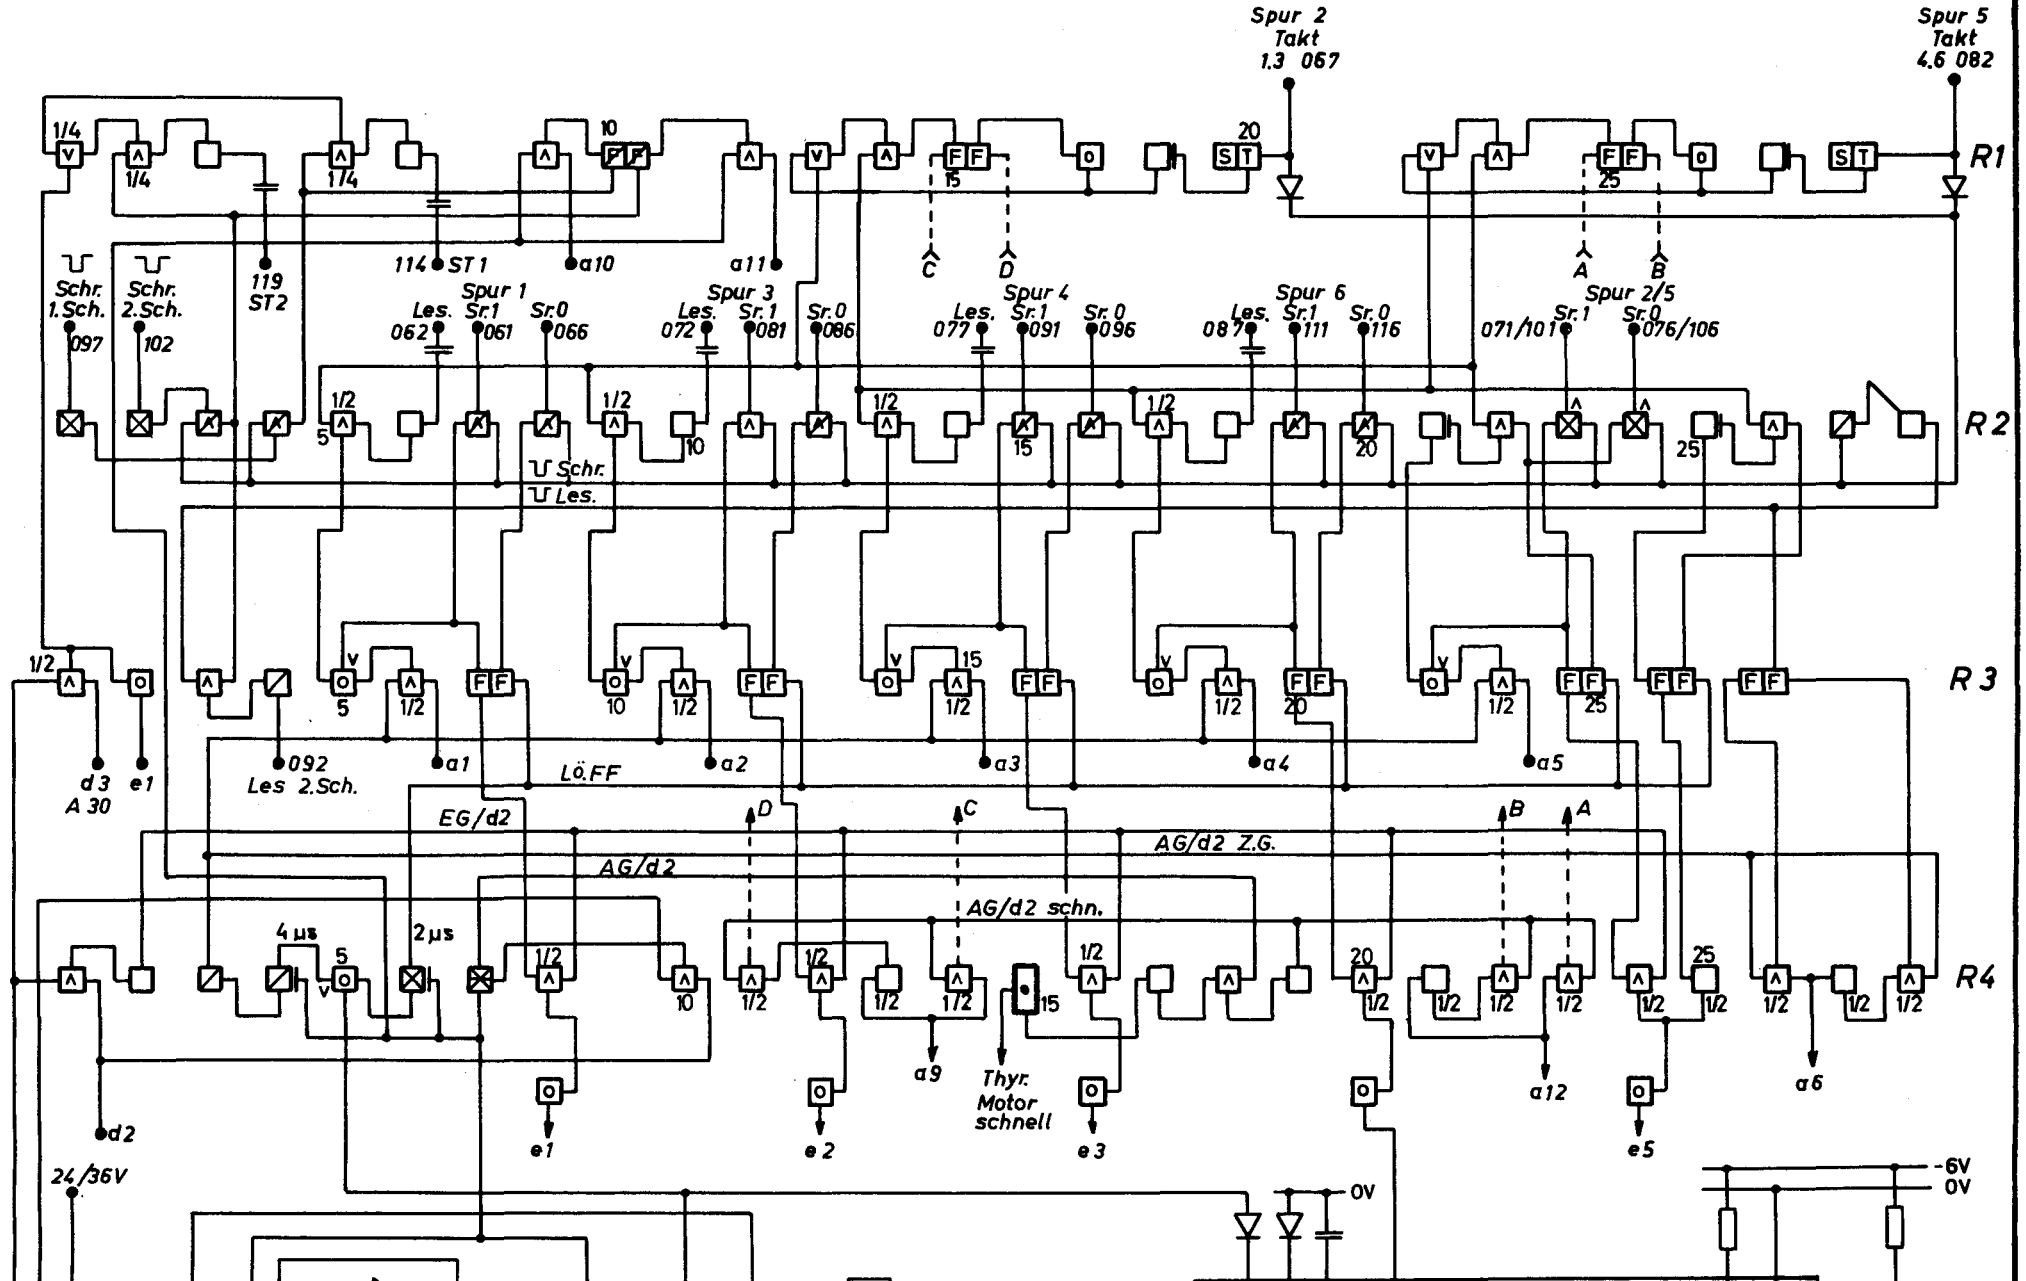 Spur 2
Takt
1.3 067
Spur 5
Takt
4.6 082
1/4
V
Λ
1/4
Λ
1/4
Λ
10
F F
Λ
V
Λ
F F
15
O
20
S T
V
Λ
F F
25
O
S T
R1
119
ST2
114 ST1
a10
a11
C
D
A
B
Schr.
1.Sch.
097
Schr.
2.Sch.
102
Spur 1
Les.
062
Sr.1
061
Sr.0
066
Spur 3
Les.
072
Sr.1
081
Sr.0
086
Spur 4
Les.
077
Sr.1
091
Sr.0
096
Spur 6
Les.
087
Sr.1
111
Sr.0
116
Spur 2/5
Sr.1
071/101
Sr.0
076/106
1/2
5
Λ
1/2
Λ
10
Λ
1/2
Λ
15
1/2
Λ
20
Λ
Λ
Λ
25
Λ
R2
Schr.
Les.
1/2
Λ
O
Λ
V
O
5
Λ
1/2
F F
V
O
10
Λ
1/2
F F
V
O
15
Λ
1/2
F F
V
O
Λ
1/2
F F
20
V
O
Λ
1/2
F F
25
F F
F F
R3
d3
A30
e1
092
Les 2.Sch.
a1
a2
a3
a4
a5
LÖ.FF
EG/d2
D
C
B
A
AG/d2 Z.G.
AG/d2
AG/d2 schn.
4 µs
2 µs
Λ
5
V
O
1/2
Λ
Λ
10
Λ
1/2
1/2
Λ
1/2
Λ
1/2
15
1/2
Λ
Λ
20
Λ
1/2
1/2
Λ
1/2
Λ
1/2
Λ
1/2
25
1/2
Λ
1/2
1/2
Λ
1/2
R4
a9
Thyr.
Motor
schnell
a12
a6
O
O
O
O
O
d2
e1
e2
e3
e5
24/36V
0V
-6V
0V